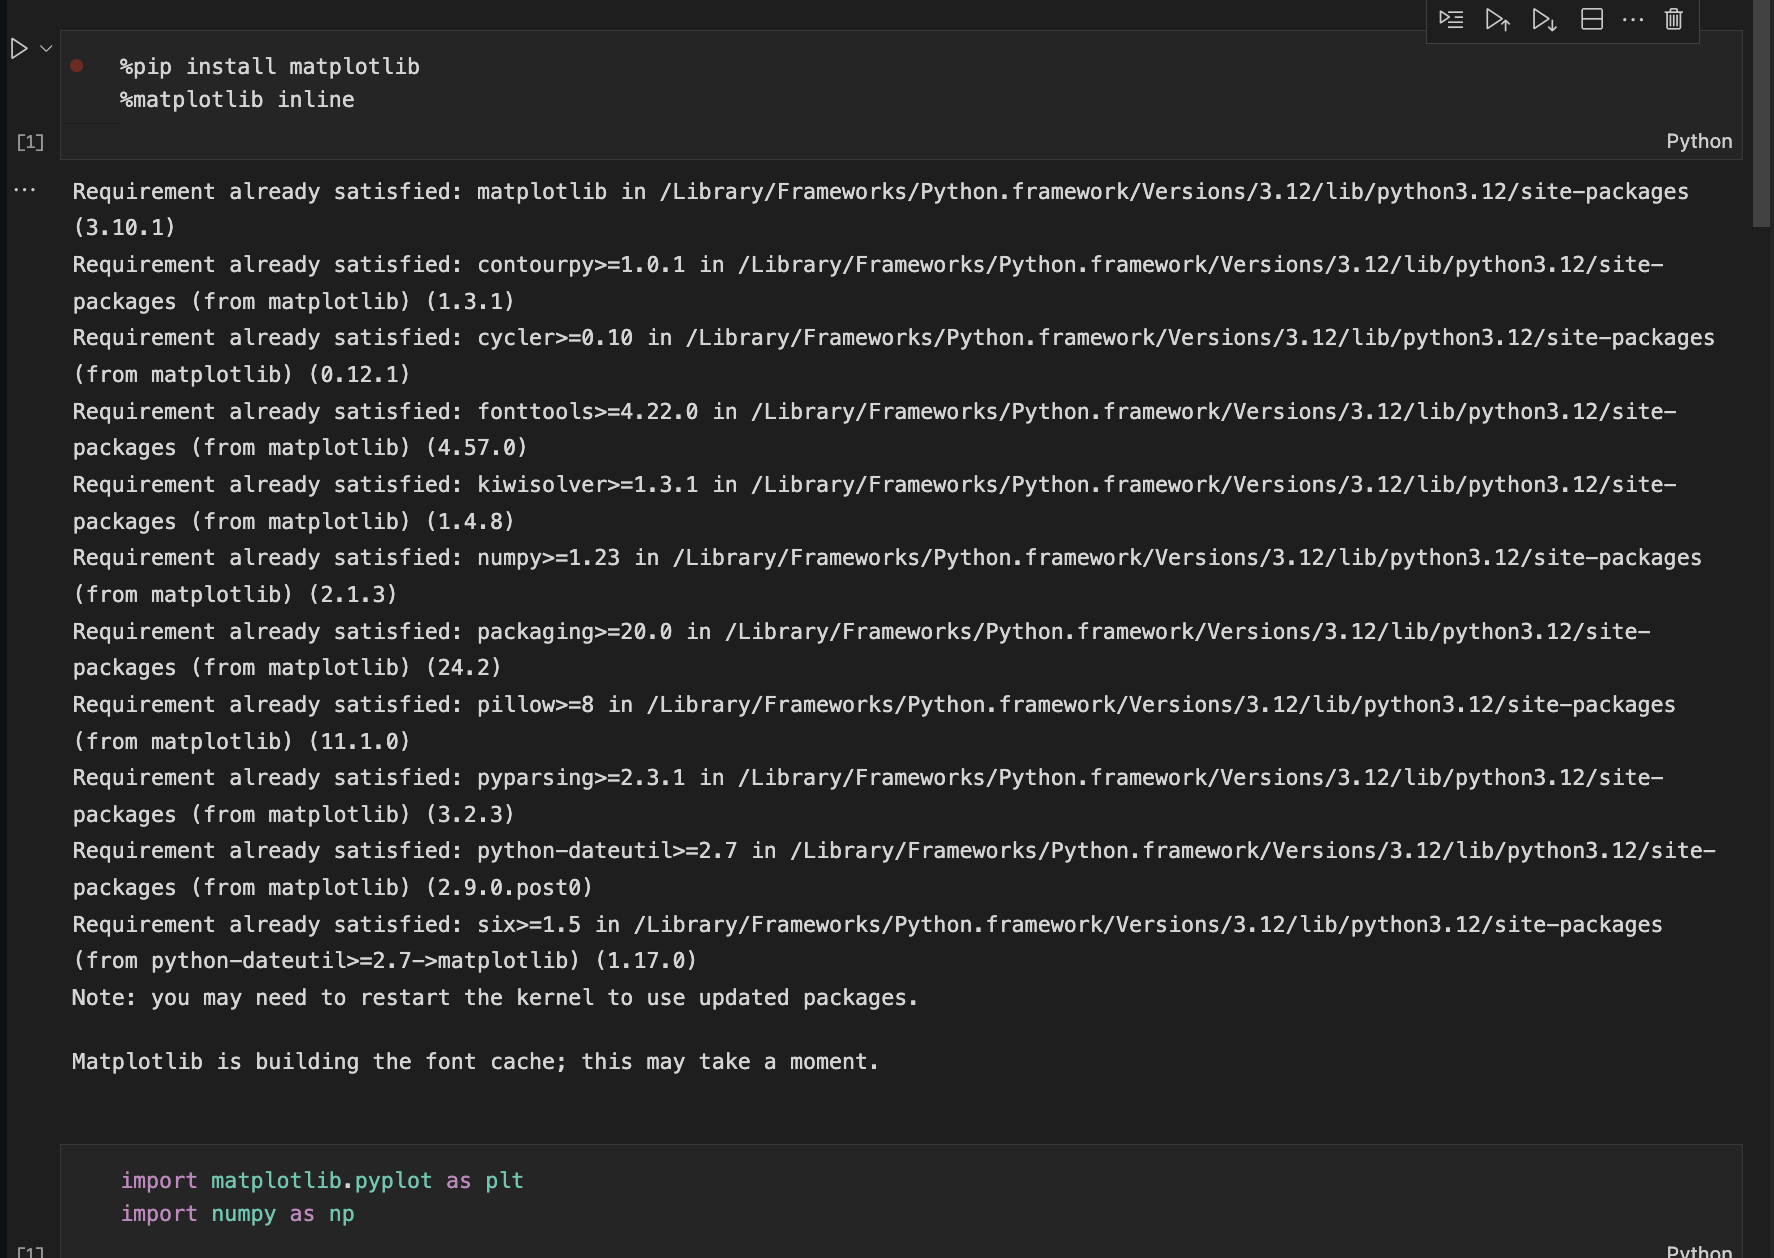 %pip install matplotlib
%matplotlib inline
[1]
Python
Requirement already satisfied: matplotlib in /Library/Frameworks/Python.framework/Versions/3.12/lib/python3.12/site-packages
(3.10.1)
Requirement already satisfied: contourpy>=1.0.1 in /Library/Frameworks/Python.framework/Versions/3.12/lib/python3.12/site-
packages (from matplotlib) (1.3.1)
Requirement already satisfied: cycler>=0.10 in /Library/Frameworks/Python.framework/Versions/3.12/lib/python3.12/site-packages
(from matplotlib) (0.12.1)
Requirement already satisfied: fonttools>=4.22.0 in /Library/Frameworks/Python.framework/Versions/3.12/lib/python3.12/site-
packages (from matplotlib) (4.57.0)
Requirement already satisfied: kiwisolver>=1.3.1 in /Library/Frameworks/Python.framework/Versions/3.12/lib/python3.12/site-
packages (from matplotlib) (1.4.8)
Requirement already satisfied: numpy>=1.23 in /Library/Frameworks/Python.framework/Versions/3.12/lib/python3.12/site-packages
(from matplotlib) (2.1.3)
Requirement already satisfied: packaging>=20.0 in /Library/Frameworks/Python.framework/Versions/3.12/lib/python3.12/site-
packages (from matplotlib) (24.2)
Requirement already satisfied: pillow>=8 in /Library/Frameworks/Python.framework/Versions/3.12/lib/python3.12/site-packages
(from matplotlib) (11.1.0)
Requirement already satisfied: pyparsing>=2.3.1 in /Library/Frameworks/Python.framework/Versions/3.12/lib/python3.12/site-
packages (from matplotlib) (3.2.3)
Requirement already satisfied: python-dateutil>=2.7 in /Library/Frameworks/Python.framework/Versions/3.12/lib/python3.12/site-
packages (from matplotlib) (2.9.0.post0)
Requirement already satisfied: six>=1.5 in /Library/Frameworks/Python.framework/Versions/3.12/lib/python3.12/site-packages
(from python-dateutil>=2.7->matplotlib) (1.17.0)
Note: you may need to restart the kernel to use updated packages.
Matplotlib is building the font cache; this may take a moment.
import matplotlib.pyplot as plt
import numpy as np
[1]
Python